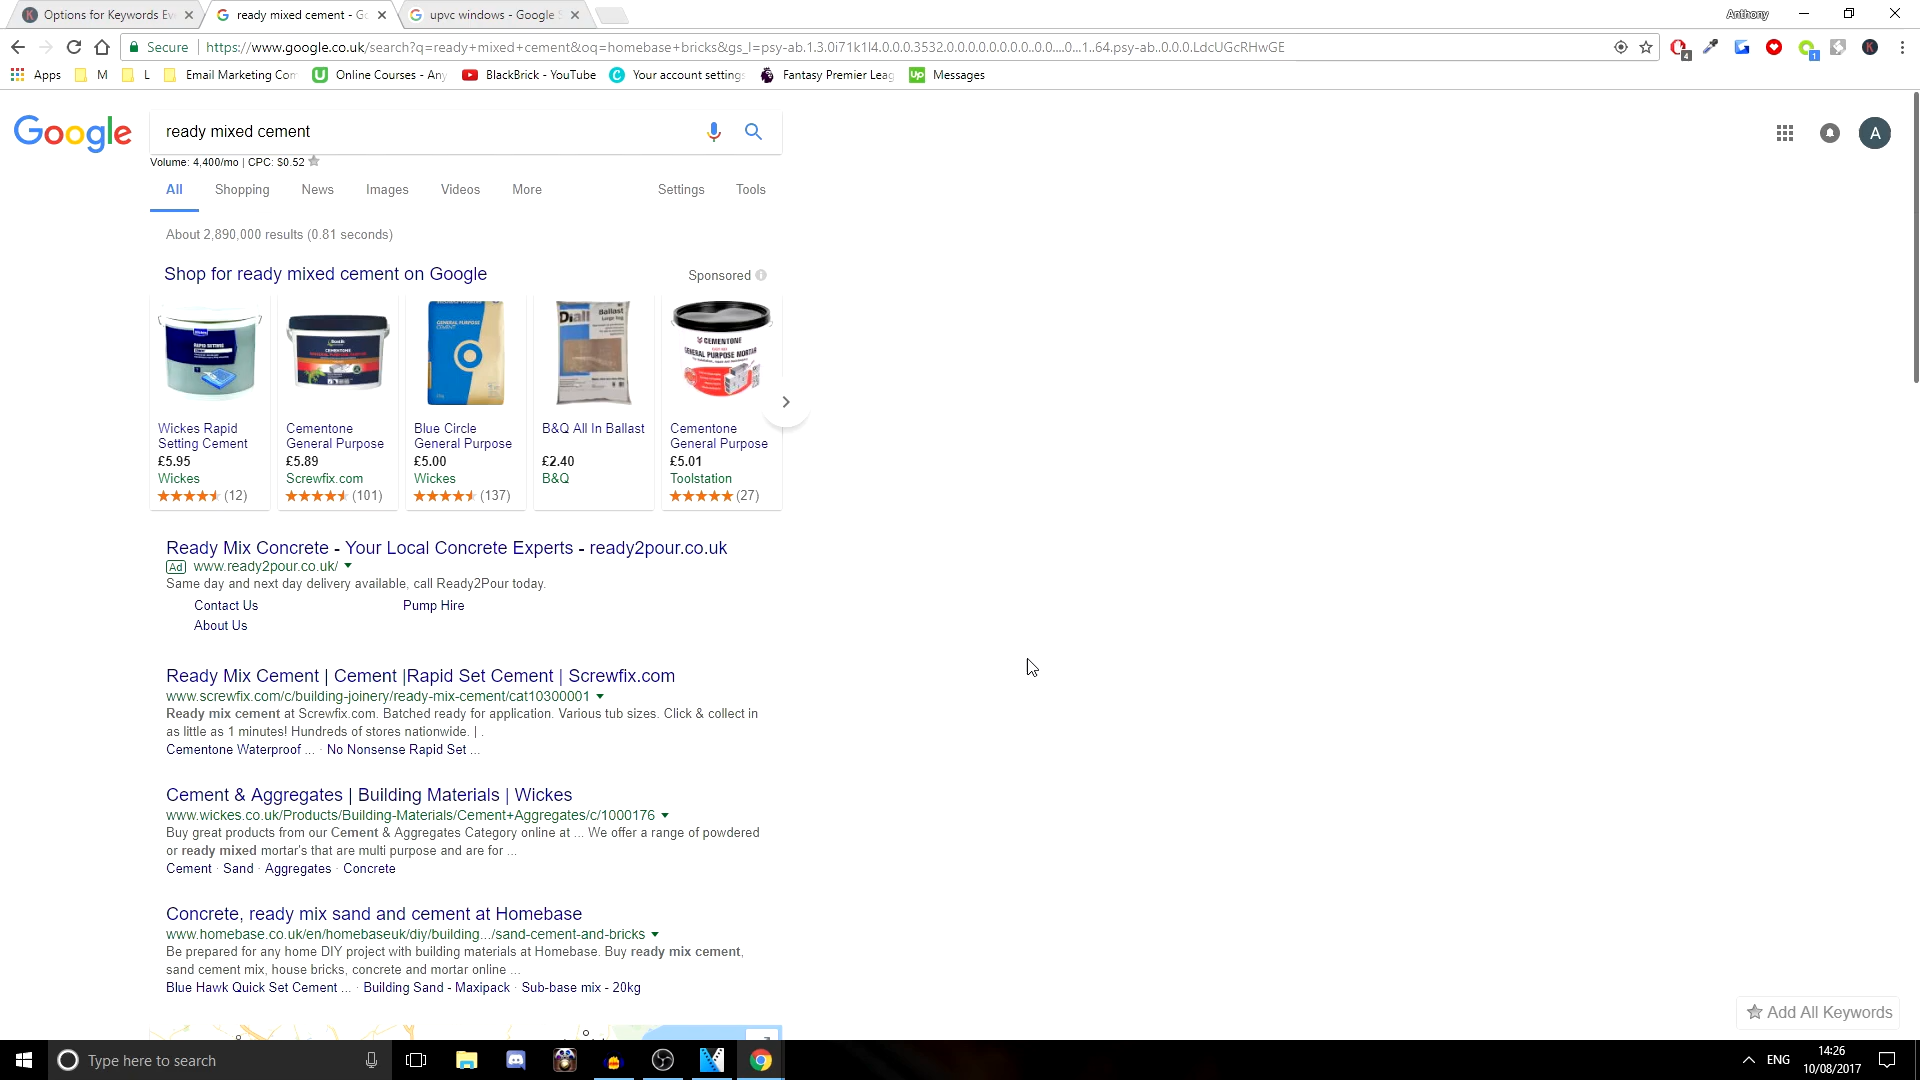 Options for Keywords Eve
ready mixed cement - Go
upvc windows - Google S
Anthony
Secure
https://www.google.co.uk/search?q=ready+mixed+cement&oq=homebase+bricks&gs_l=psy-ab.1.3.0i71k1l4.0.0.0.3532.0.0.0.0.0.0.0.0..0.0....0...1..64.psy-ab..0.0.0.LdcUGcRHwGE
Apps
M
L
Email Marketing Con
Online Courses - Any
BlackBrick - YouTube
Your account settings
Fantasy Premier Leag
Messages
Google
ready mixed cement
A
Volume: 4,400/mo | CPC: $0.52
All
Shopping
News
Images
Videos
More
Settings
Tools
About 2,890,000 results (0.81 seconds)
Shop for ready mixed cement on Google
Sponsored
Wickes Rapid
Setting Cement
£5.95
Wickes
(12)
Cementone
General Purpose
£5.89
Screwfix.com
(101)
Blue Circle
General Purpose
£5.00
Wickes
(137)
B&Q All In Ballast
£2.40
B&Q
Cementone
General Purpose
£5.01
Toolstation
(27)
Ready Mix Concrete - Your Local Concrete Experts - ready2pour.co.uk
Ad www.ready2pour.co.uk/
Same day and next day delivery available, call Ready2Pour today.
Contact Us
Pump Hire
About Us
Ready Mix Cement | Cement |Rapid Set Cement | Screwfix.com
www.screwfix.com/c/building-joinery/ready-mix-cement/cat10300001
Ready mix cement at Screwfix.com. Batched ready for application. Various tub sizes. Click & collect in
as little as 1 minutes! Hundreds of stores nationwide. | .
Cementone Waterproof ... · No Nonsense Rapid Set ...
Cement & Aggregates | Building Materials | Wickes
www.wickes.co.uk/Products/Building-Materials/Cement+Aggregates/c/1000176
Buy great products from our Cement & Aggregates Category online at ... We offer a range of powdered
or ready mixed mortar's that are multi purpose and are for ...
Cement · Sand · Aggregates · Concrete
Concrete, ready mix sand and cement at Homebase
www.homebase.co.uk/en/homebaseuk/diy/building.../sand-cement-and-bricks
Be prepared for any home DIY project with building materials at Homebase. Buy ready mix cement,
sand cement mix, house bricks, concrete and mortar online ...
Blue Hawk Quick Set Cement ... · Building Sand - Maxipack · Sub-base mix - 20kg
Add All Keywords
Type here to search
ENG
14:26
10/08/2017